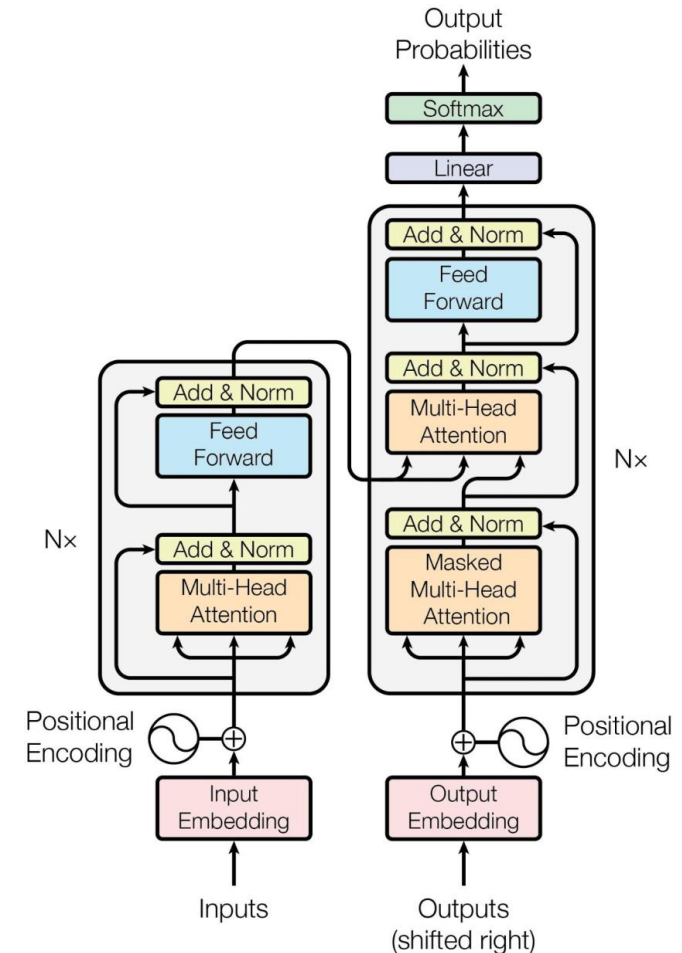 Output
Probabilities
Softmax
Linear
Add & Norm
Feed
Forward
Add & Norm
Multi-Head
Attention
Add & Norm
Masked
Multi-Head
Attention
N×
Add & Norm
Feed
Forward
Add & Norm
Multi-Head
Attention
N×
Positional
Encoding
Positional
Encoding
Input
Embedding
Output
Embedding
Inputs
Outputs
(shifted right)